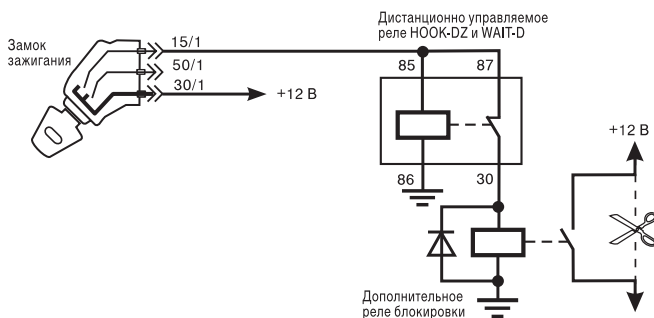 Дистанционно управляемое
реле HOOK-DZ и WAIT-D
Замок
зажигания
15/1
50/1
30/1
+12 В
85
87
86
30
+12 В
Дополнительное
реле блокировки